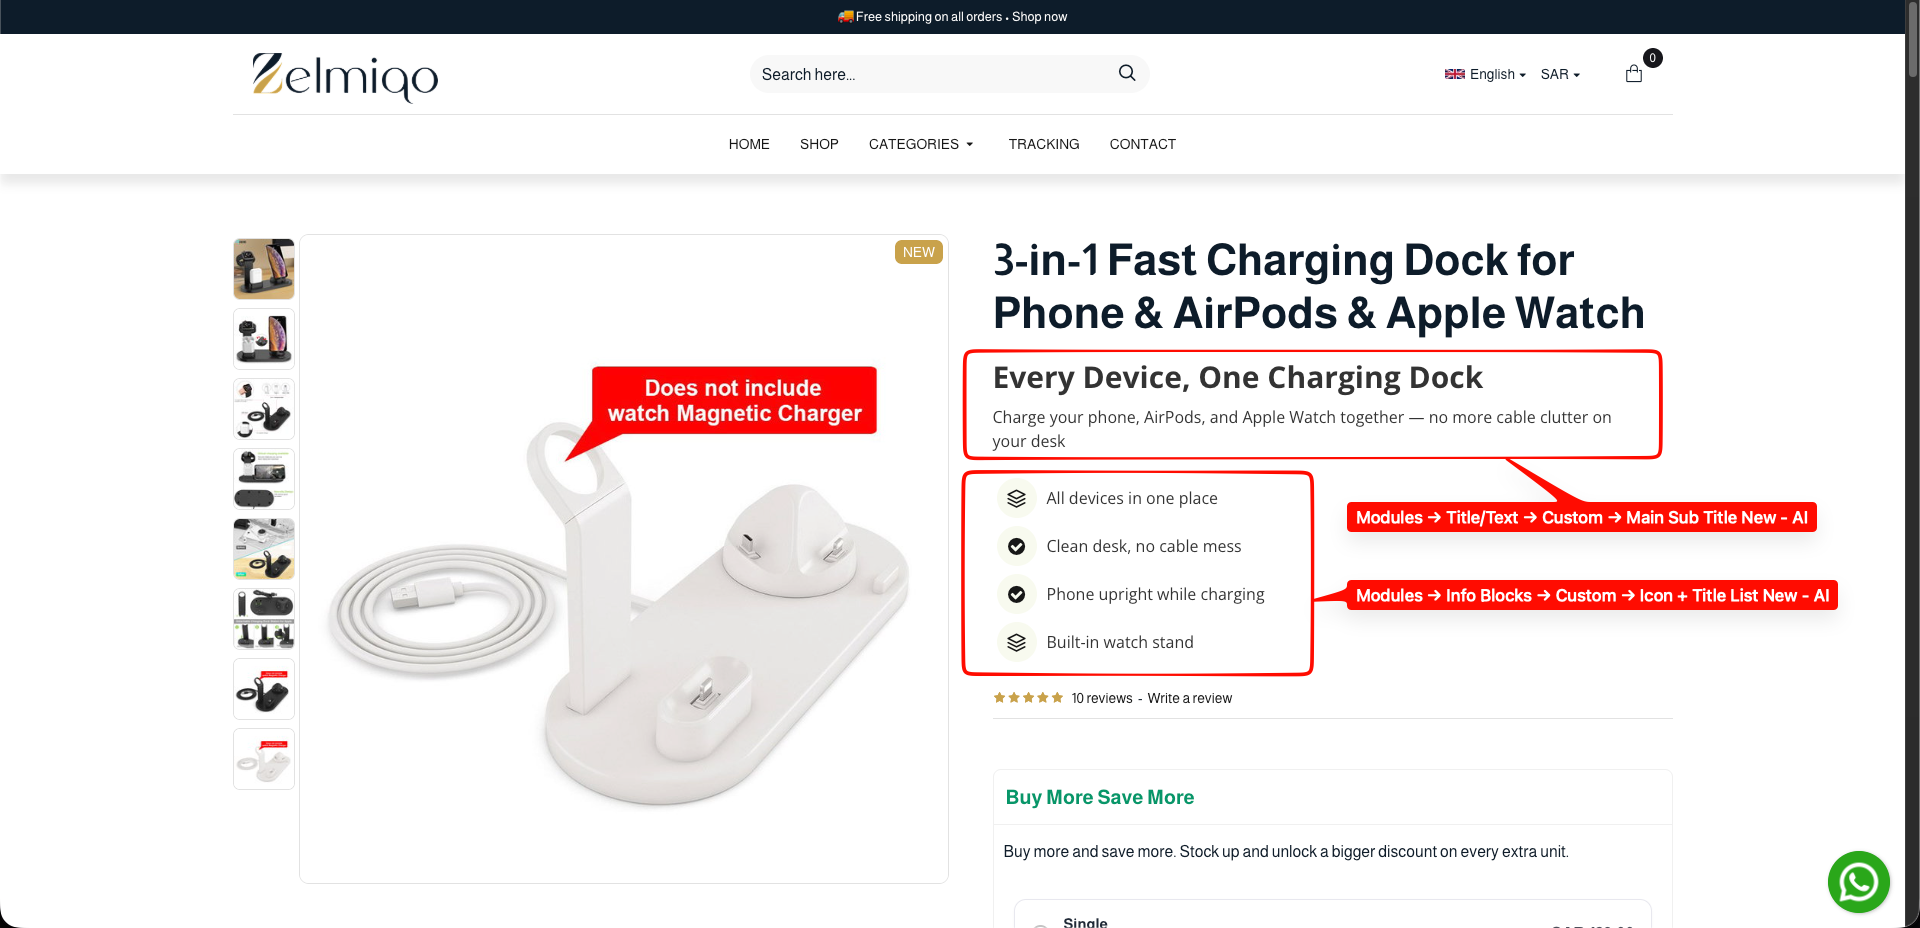 🚚Free shipping on all orders • Shop now
Zelmiqo
Search here...
English
SAR
0
HOME
SHOP
CATEGORIES
TRACKING
CONTACT
NEW
Does not include
watch Magnetic Charger
3-in-1 Fast Charging Dock for
Phone & AirPods & Apple Watch
Every Device, One Charging Dock
Charge your phone, AirPods, and Apple Watch together — no more cable clutter on
your desk
All devices in one place
Clean desk, no cable mess
Phone upright while charging
Built-in watch stand
Modules → Title/Text → Custom → Main Sub Title New - AI
Modules → Info Blocks → Custom → Icon + Title List New - AI
10 reviews - Write a review
Buy More Save More
Buy more and save more. Stock up and unlock a bigger discount on every extra unit.
Single